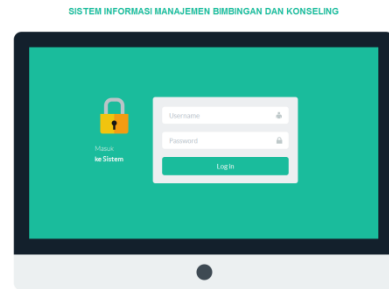 SISTEM INFORMASI MANAJEMEN BIMBINGAN DAN KONSELING
Username
Password
Masuk
ke Sistem
Log In